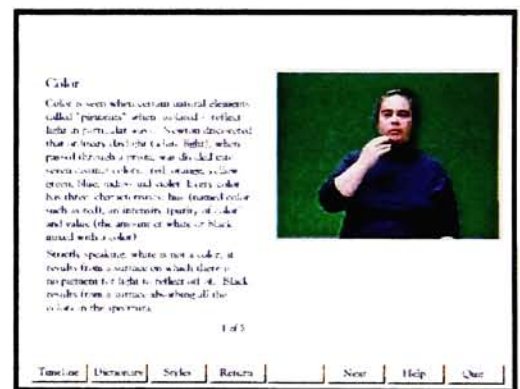 Color
Color is seen when certain natural elements
called "pigments" when isolated - reflect
light in particular ways. Newton discovered
that ordinary daylight (white light), when
passed through a prism, was divided into
seven distinct colors: red, orange, yellow
green, blue, indigo and violet. Every color
has three characteristics: hue (named color
such as red), an intensity (purity of color
and value (the amount of white or black
mixed with a color)
Strictly speaking, white is not a color, it
results from a surface on which there is
no pigment for light to reflect off of. Black
results from a surface absorbing all the
colors in the spectrum.
1 of 5
Timeline Dictionary Styles Return Next Help Quit